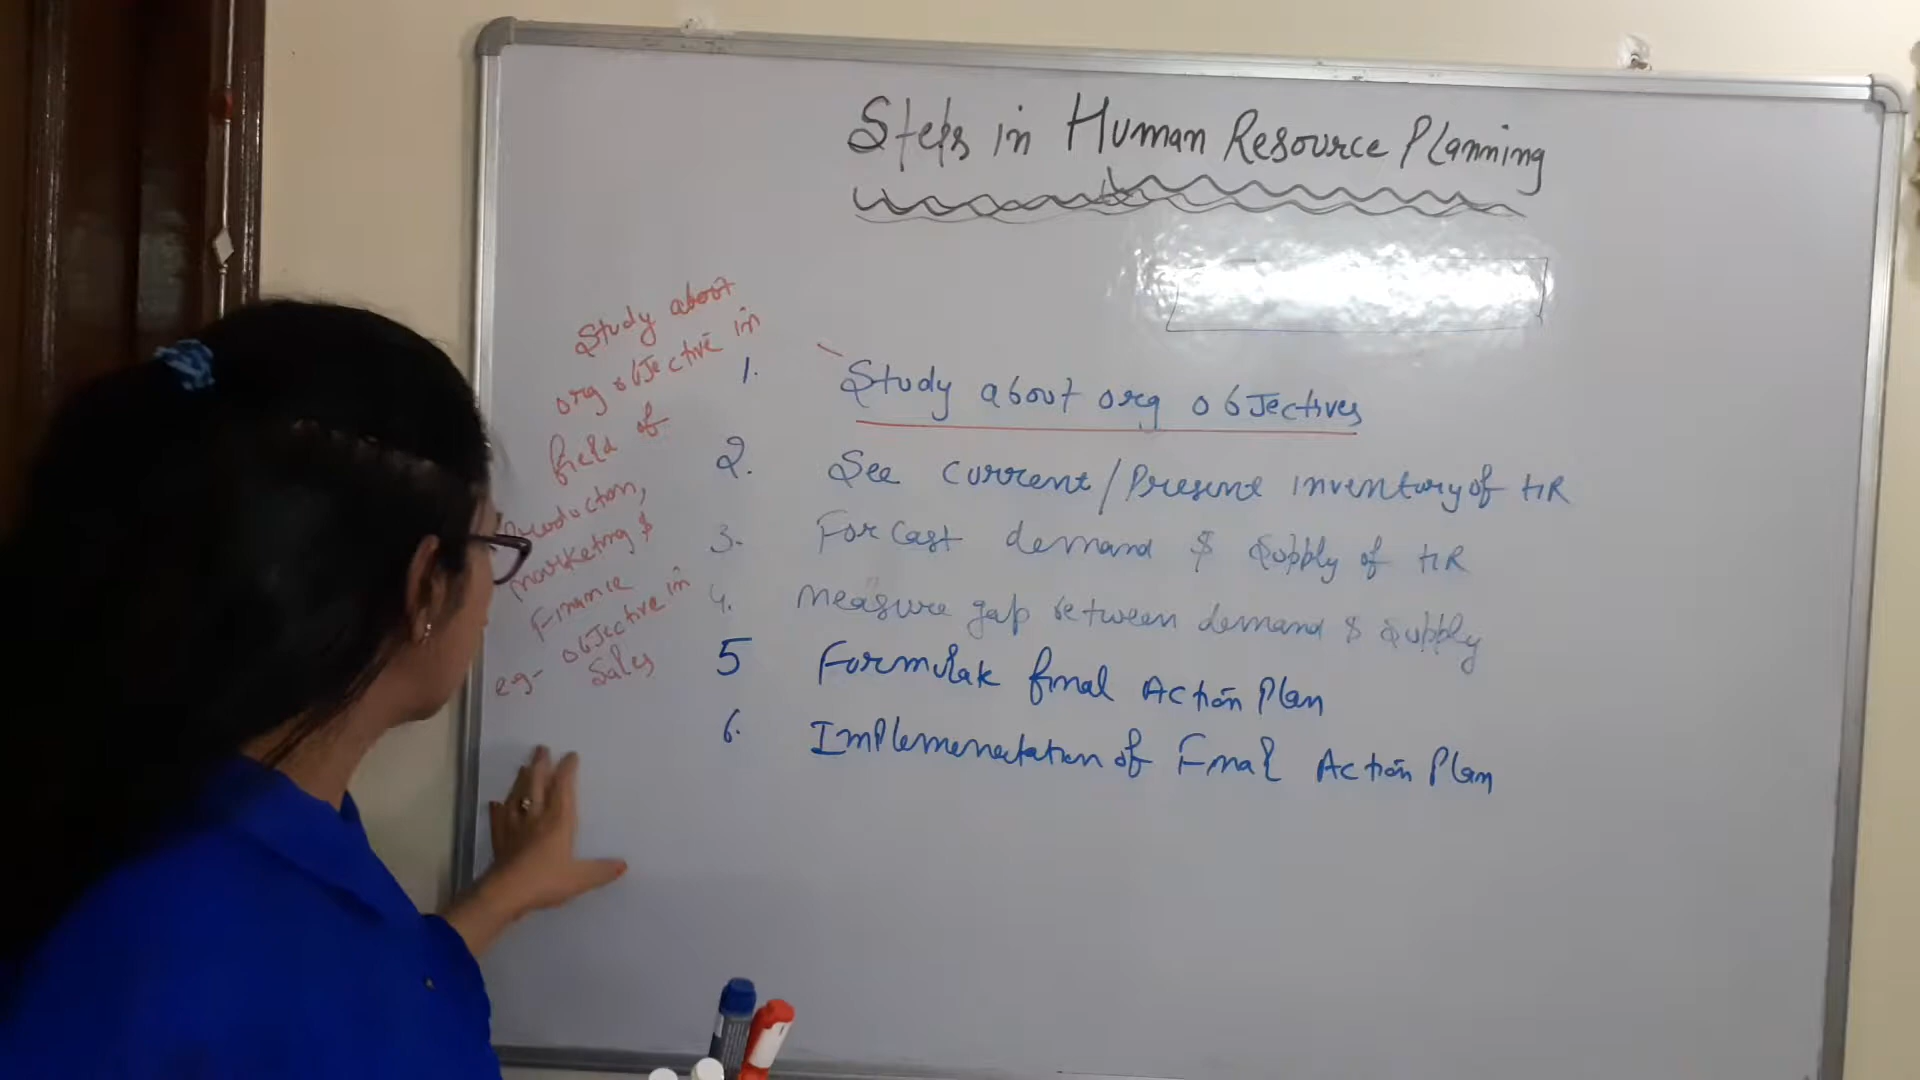 Steps in Human Resource Planning
Study about
org objective in
field of
Production,
marketing &
Finance
eg- objective in
Sales
1. Study about org objectives
2. See current/Present inventory of HR
3. Forcast demand & Supply of HR
4. measure gap between demand & Supply
5 Formulate final Action Plan
6. Implemenetation of Final Action Plan